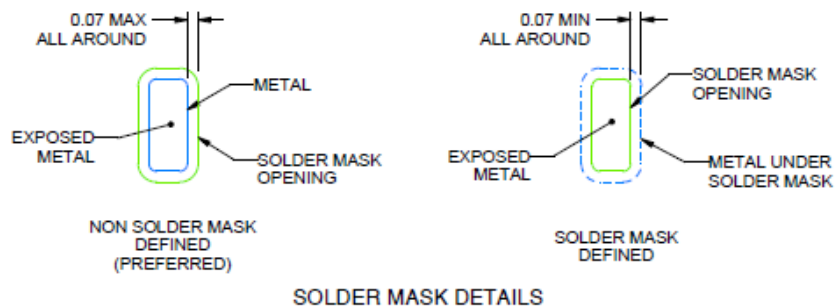 0.07 MAX
ALL AROUND
METAL
EXPOSED
METAL
SOLDER MASK
OPENING
NON SOLDER MASK
DEFINED
(PREFERRED)
0.07 MIN
ALL AROUND
SOLDER MASK
OPENING
EXPOSED
METAL
METAL UNDER
SOLDER MASK
SOLDER MASK
DEFINED
SOLDER MASK DETAILS